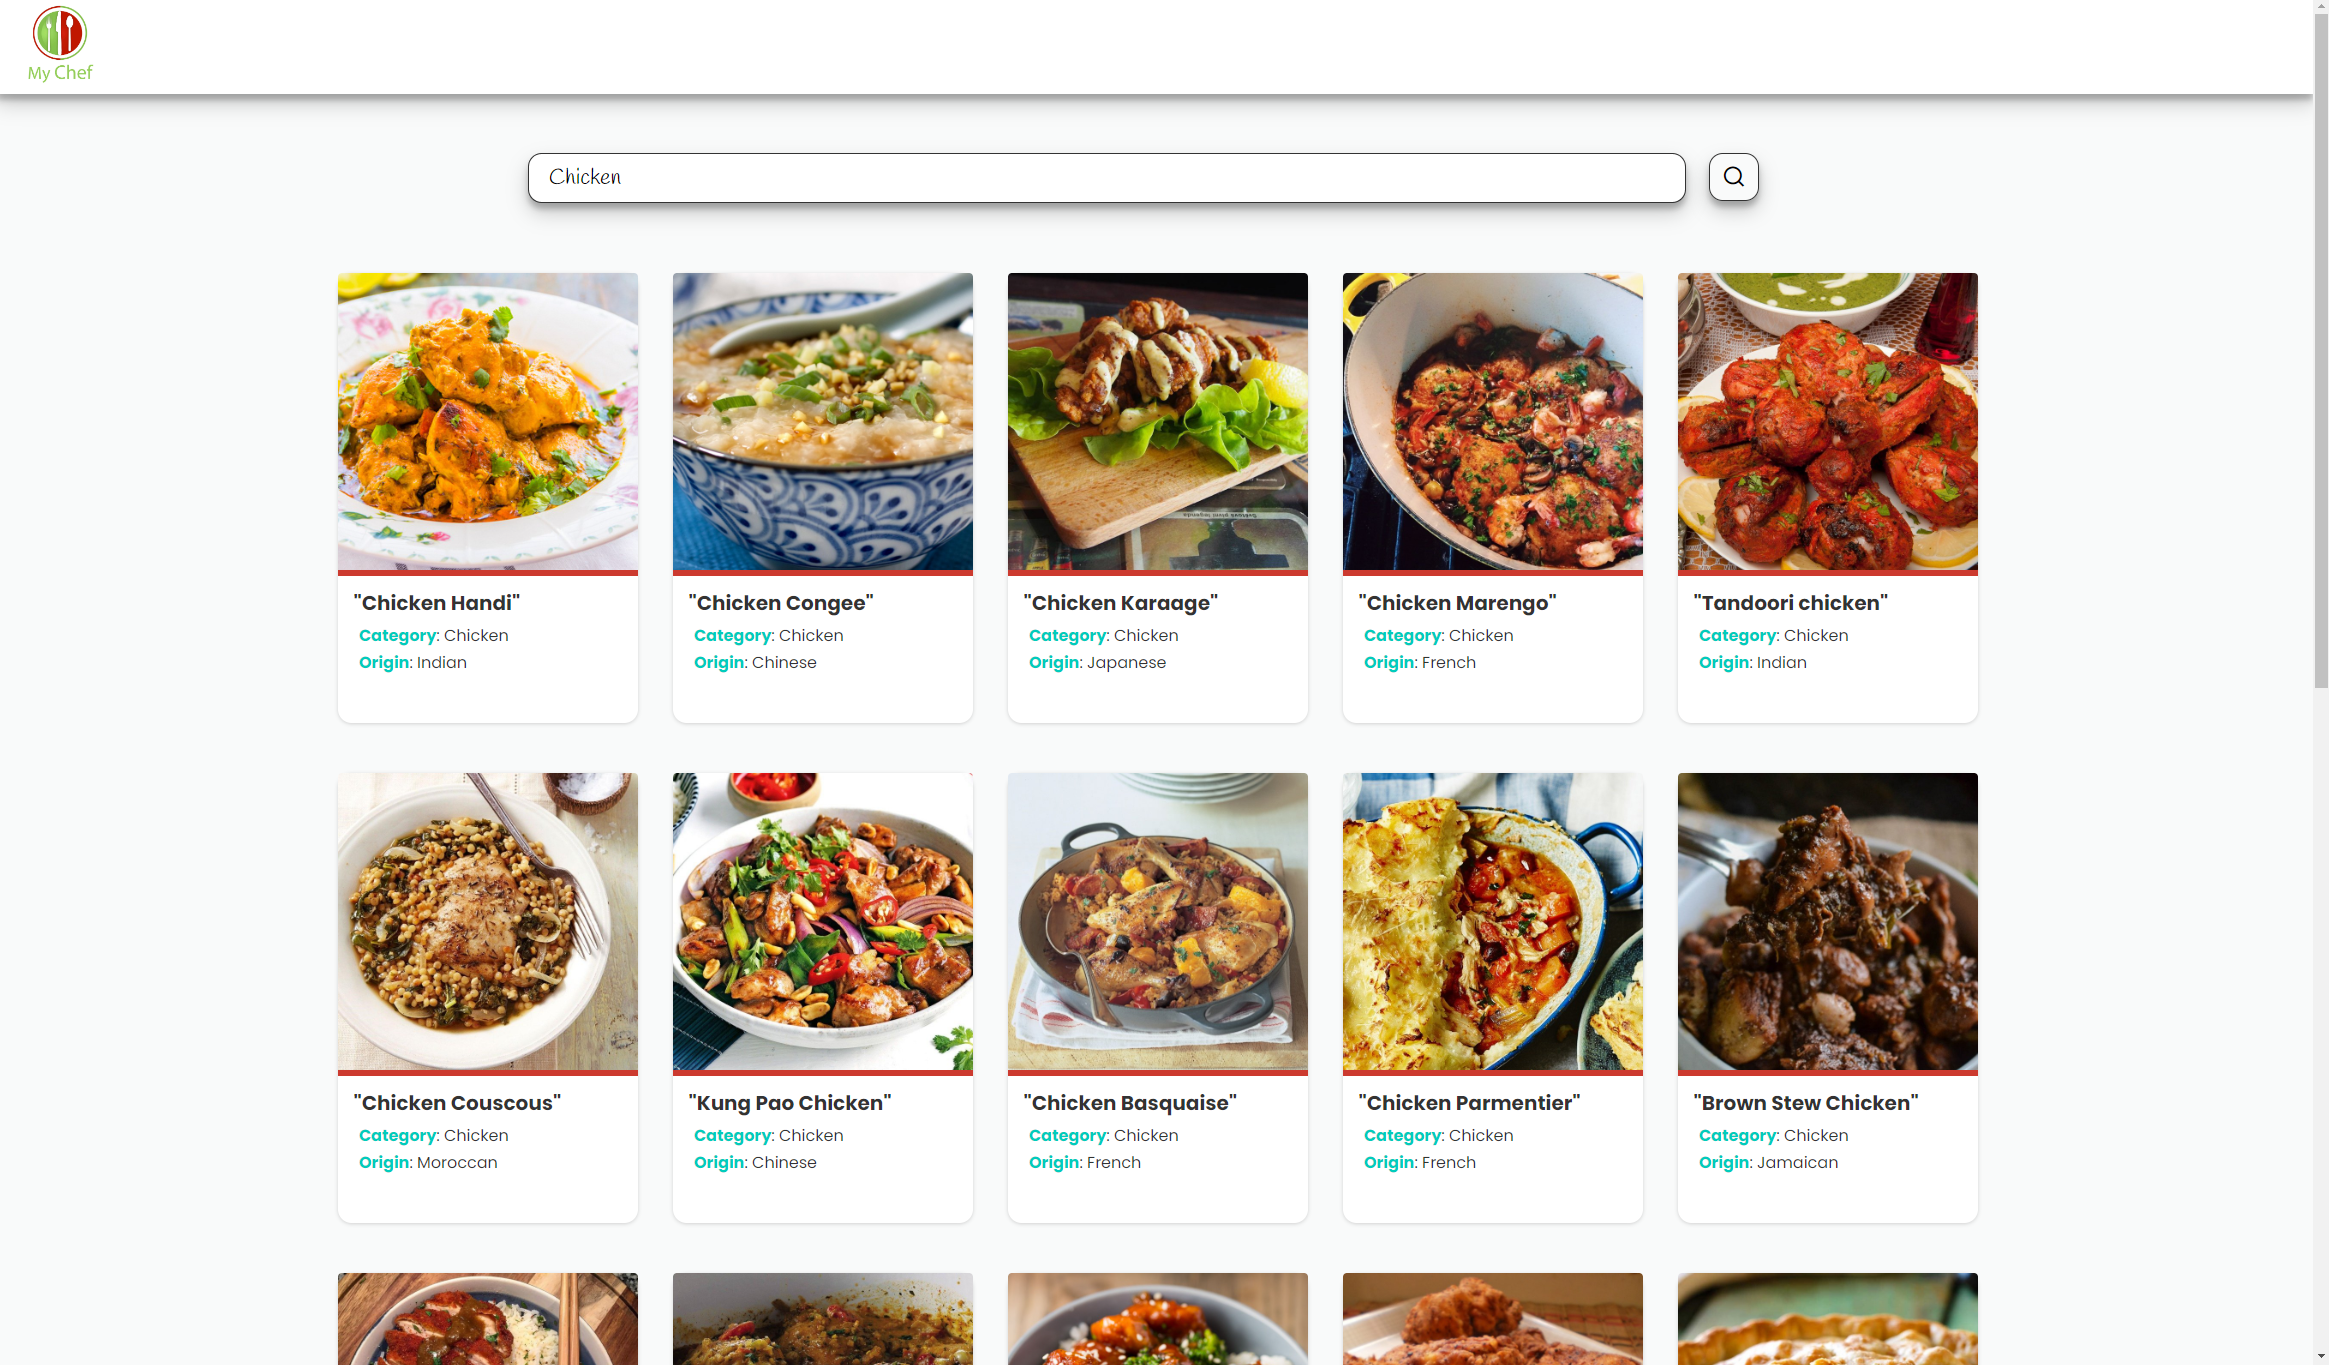 My Chef
Chicken
"Chicken Handi"
Category: Chicken
Origin: Indian
"Chicken Congee"
Category: Chicken
Origin: Chinese
"Chicken Karaage"
Category: Chicken
Origin: Japanese
"Chicken Marengo"
Category: Chicken
Origin: French
"Tandoori chicken"
Category: Chicken
Origin: Indian
"Chicken Couscous"
Category: Chicken
Origin: Moroccan
"Kung Pao Chicken"
Category: Chicken
Origin: Chinese
"Chicken Basquaise"
Category: Chicken
Origin: French
"Chicken Parmentier"
Category: Chicken
Origin: French
"Brown Stew Chicken"
Category: Chicken
Origin: Jamaican